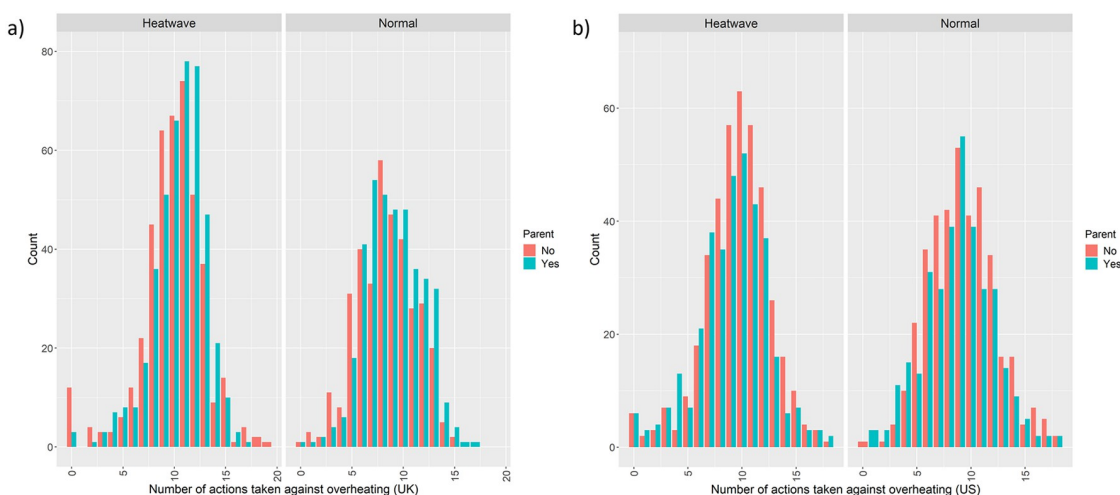 a)
Heatwave
Normal
80
60
40
20
0
Count
0 5 10 15 20 0 5 10 15 20
Number of actions taken against overheating (UK)
Parent
No
Yes
b)
Heatwave
Normal
60
40
20
0
Count
0 5 10 15 0 5 10 15
Number of actions taken against overheating (US)
Parent
No
Yes